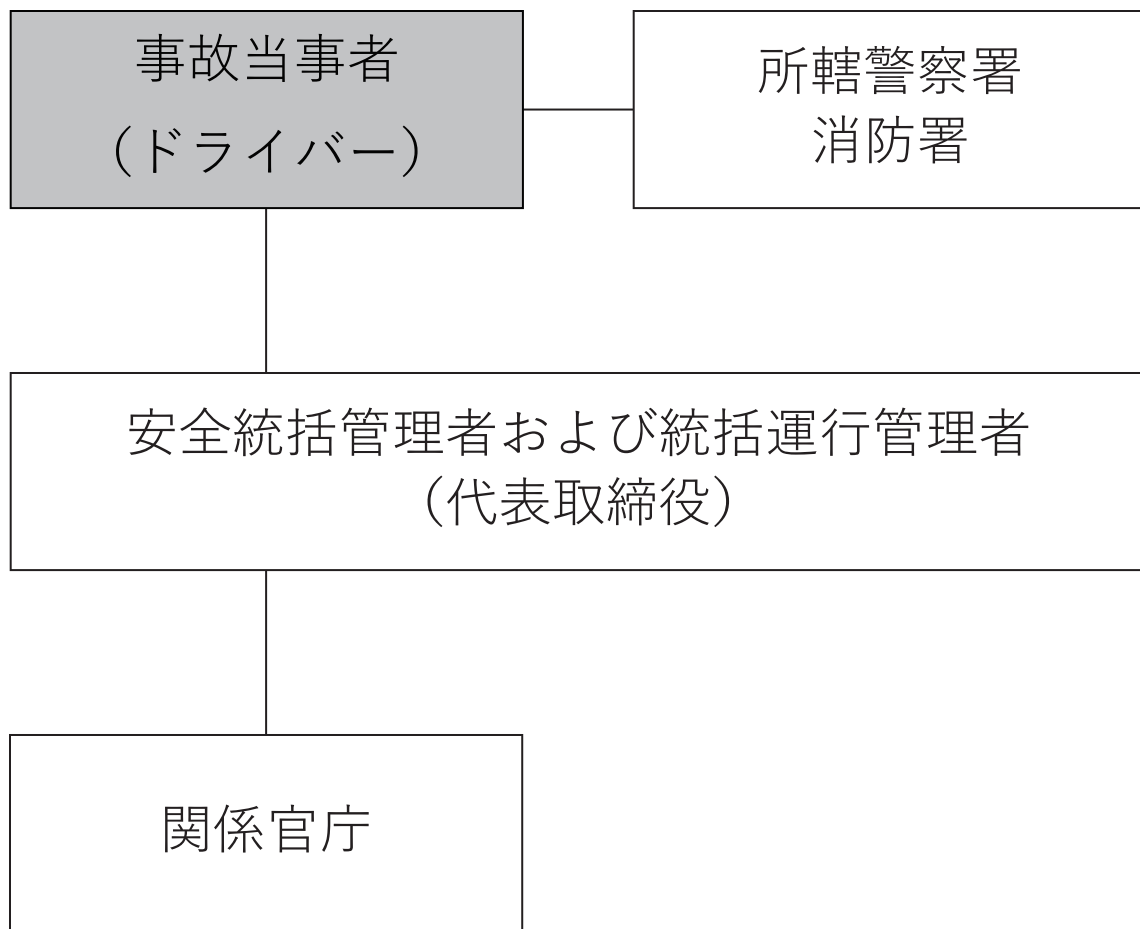 事故当事者
（ドライバー）
所轄警察署
消防署
安全統括管理者および統括運行管理者
（代表取締役）
関係官庁